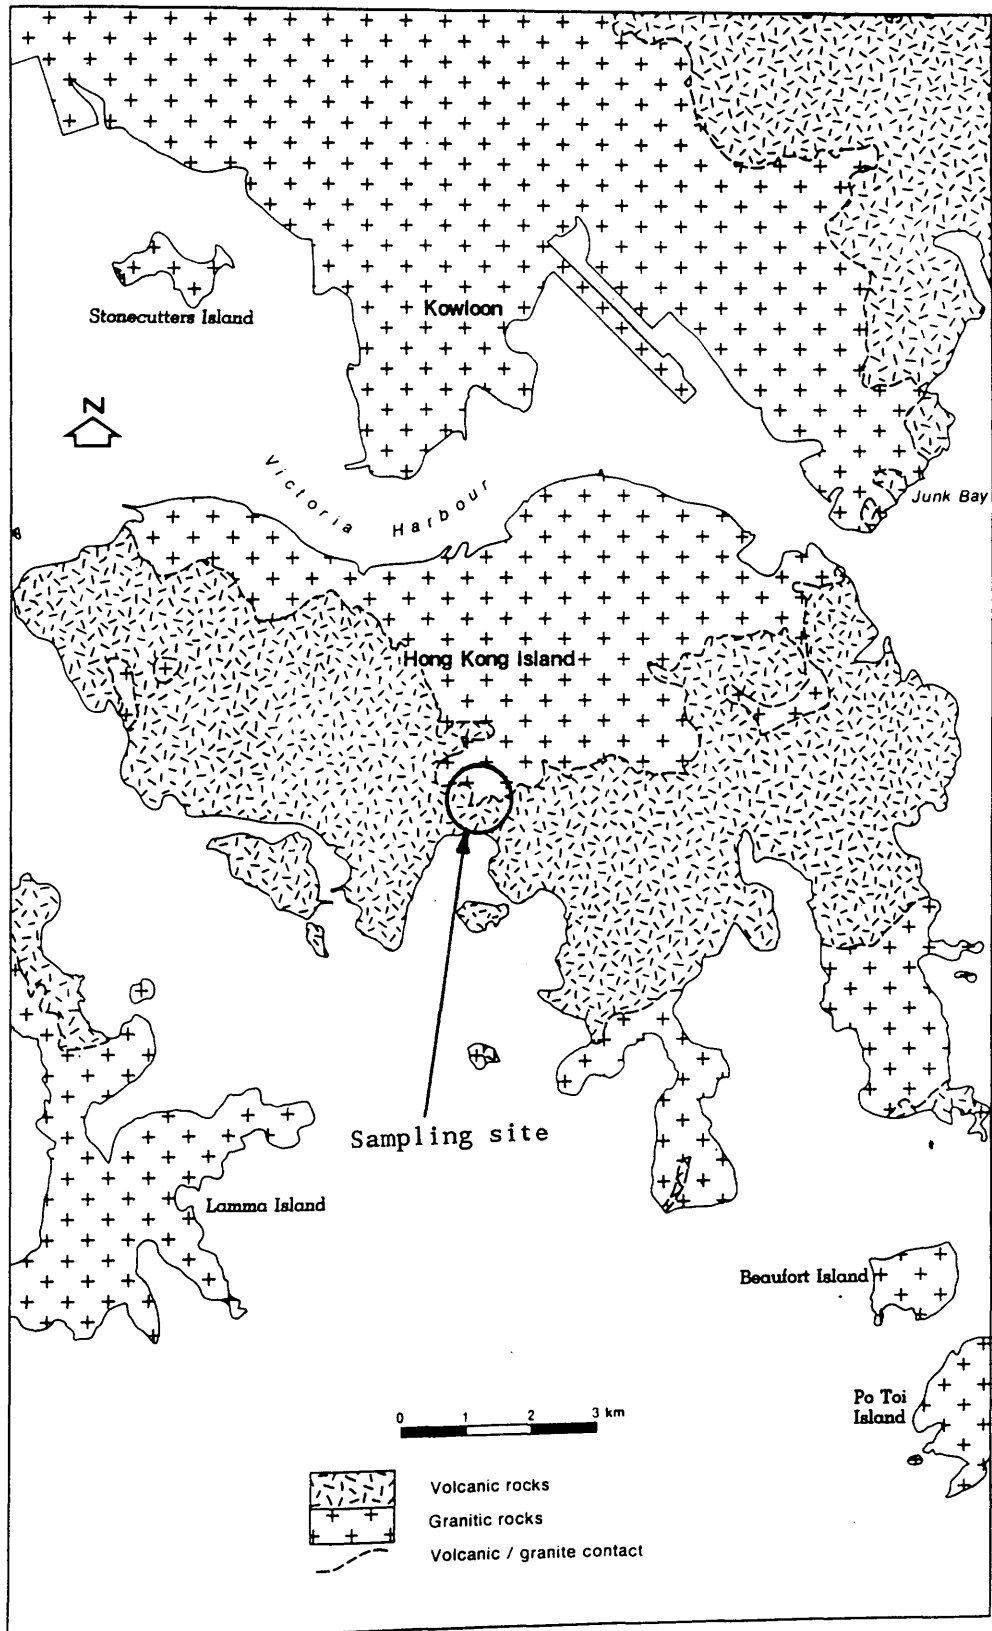 Kowloon
Stonecutters Island
N
Victoria Harbour
Junk Bay
Hong Kong Island
Sampling site
Lamma Island
Beaufort Island
Po Toi
Island
0 1 2 3 km
Volcanic rocks
Granitic rocks
Volcanic / granite contact